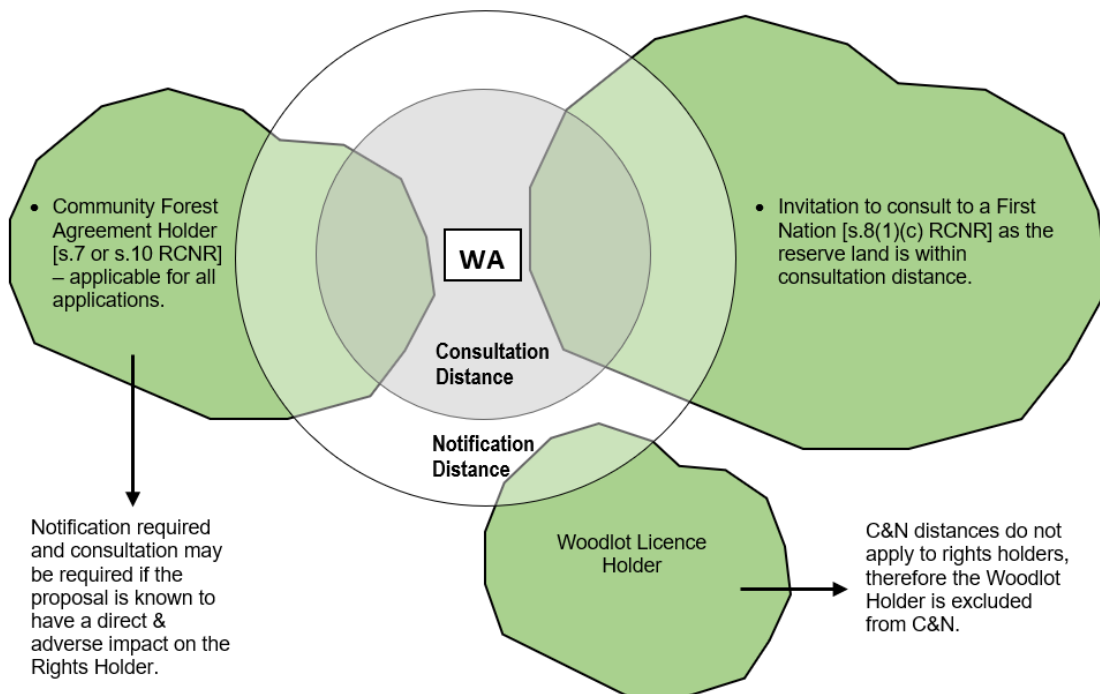 • Community Forest
Agreement Holder
[s.7 or s.10 RCNR]
– applicable for all
applications.
WA
• Invitation to consult to a First
Nation [s.8(1)(c) RCNR] as the
reserve land is within
consultation distance.
Consultation
Distance
Notification
Distance
Notification required
and consultation may
be required if the
proposal is known to
have a direct &
adverse impact on the
Rights Holder.
Woodlot Licence
Holder
C&N distances do not
apply to rights holders,
therefore the Woodlot
Holder is excluded
from C&N.